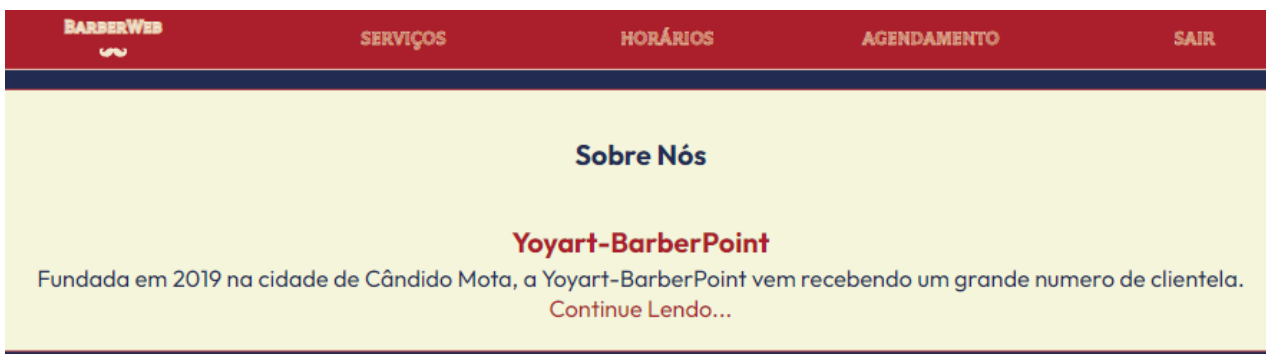 BARBERWEB
SERVIÇOS
HORÁRIOS
AGENDAMENTO
SAIR
Sobre Nós
Yoyart-BarberPoint
Fundada em 2019 na cidade de Cândido Mota, a Yoyart-BarberPoint vem recebendo um grande numero de clientela.
Continue Lendo...